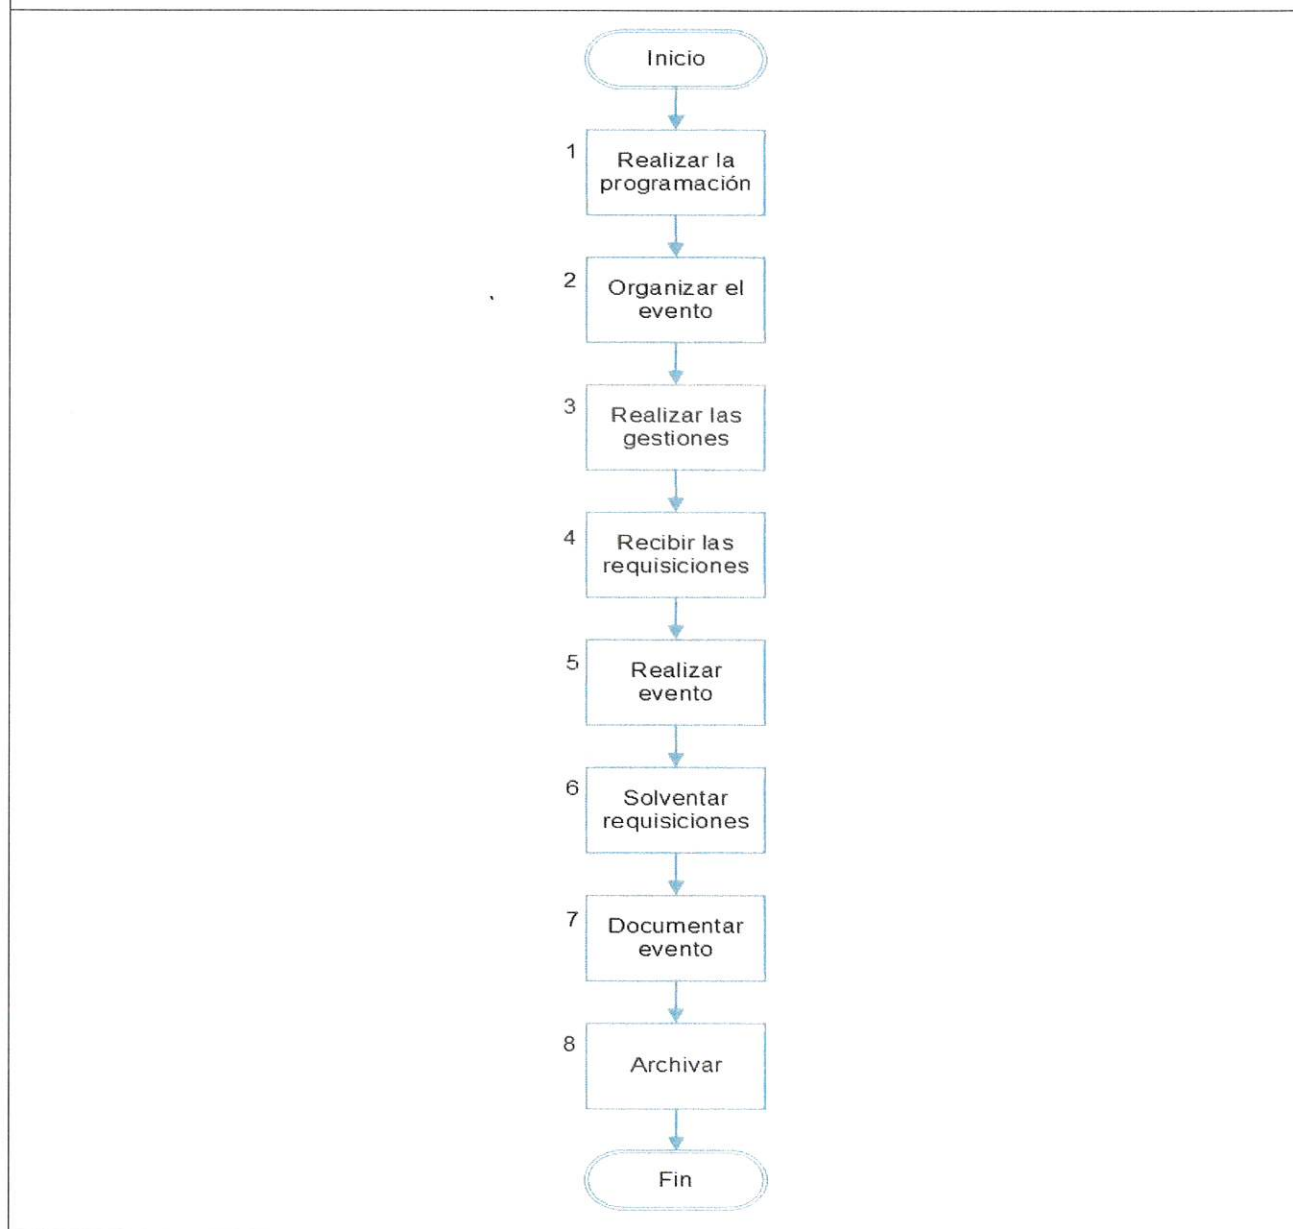 Inicio
1
Realizar la
programación
2
Organizar el
evento
3
Realizar las
gestiones
4
Recibir las
requisiciones
5
Realizar
evento
6
Solventar
requisiciones
7
Documentar
evento
8
Archivar
Fin